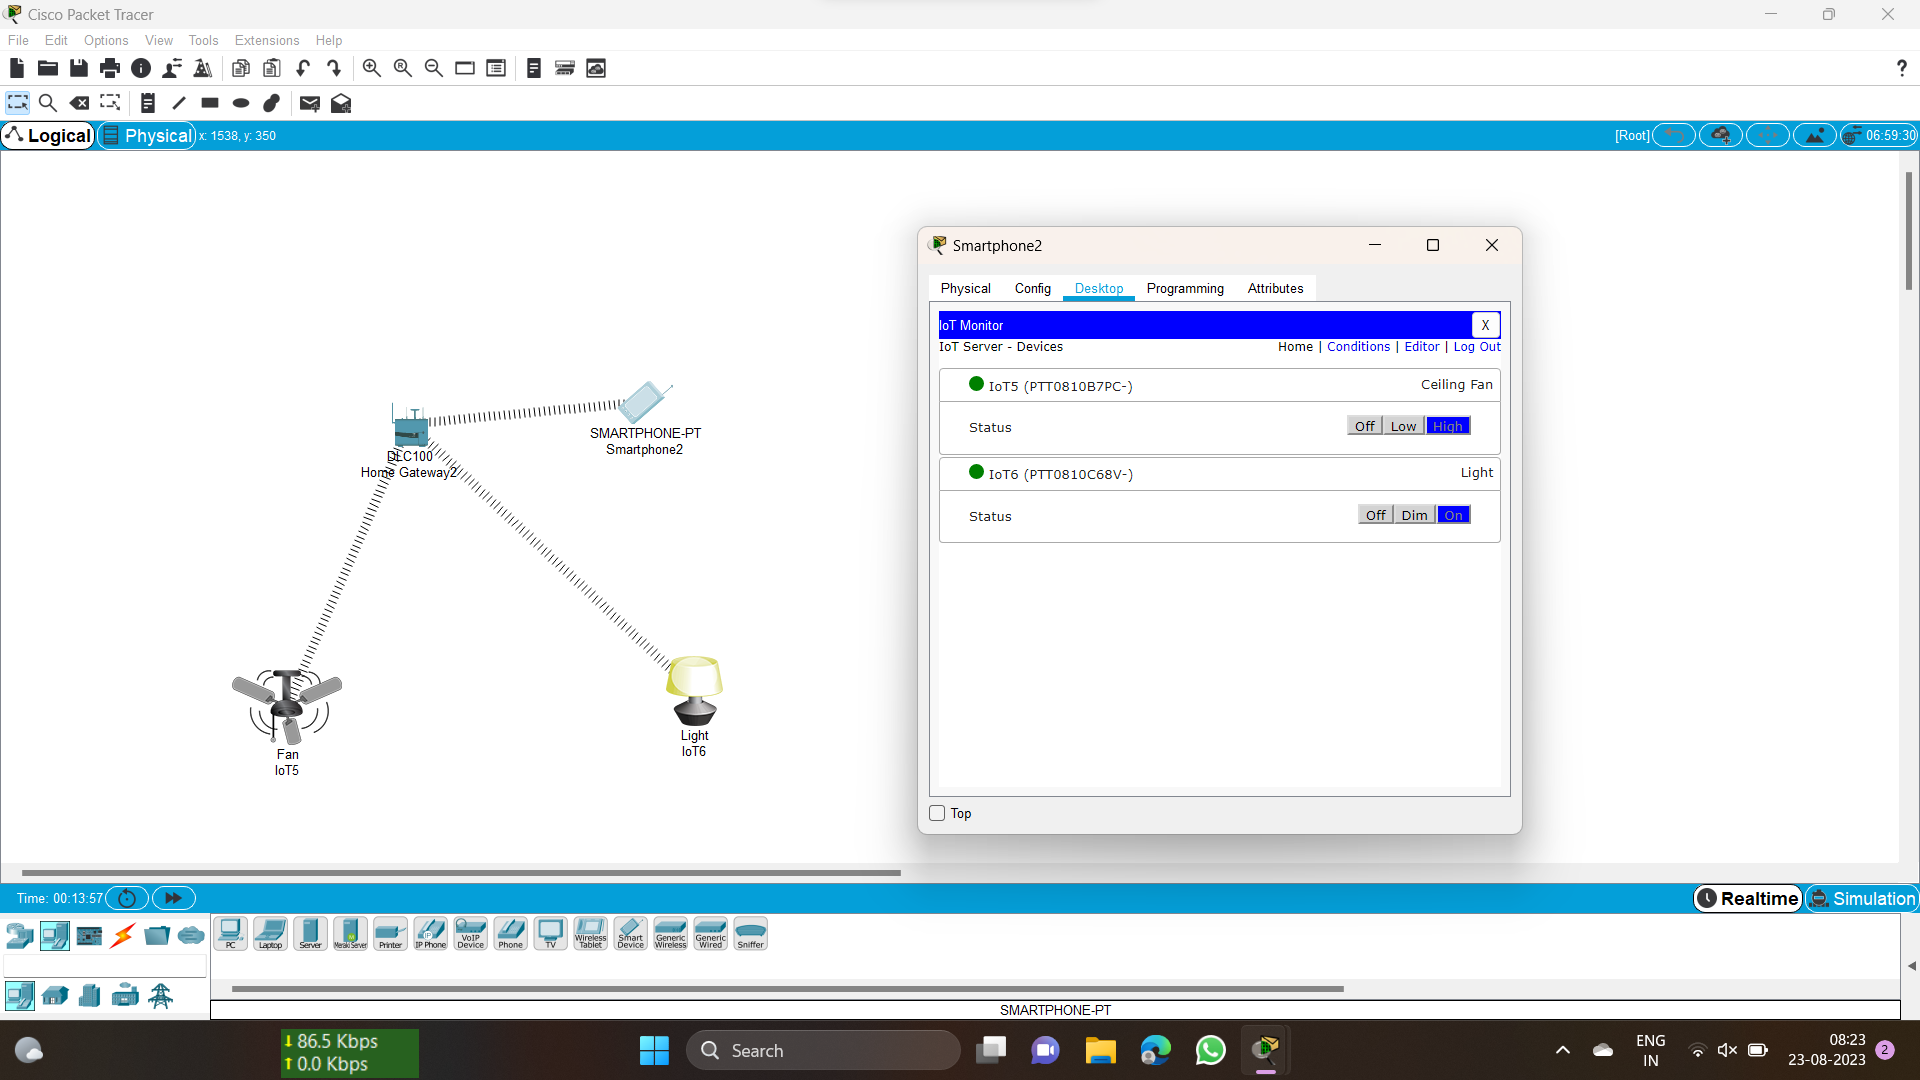 Cisco Packet Tracer
File Edit Options View Tools Extensions Help
?
Logical Physical x: 1538, y: 350 [Root] 06:59:30
Smartphone2
Physical Config Desktop Programming Attributes
IoT Monitor X
IoT Server - Devices Home | Conditions | Editor | Log Out
IoT5 (PTT0810B7PC-) Ceiling Fan
Status Off Low High
IoT6 (PTT0810C68V-) Light
Status Off Dim On
Top
SMARTPHONE-PT
Smartphone2
DLC100
Home Gateway2
Fan
IoT5
Light
IoT6
Time: 00:13:57 Realtime Simulation
PC Laptop Server Meraki Server Printer IP Phone VoIP Device Phone TV Wireless Tablet Smart Device Generic Wireless Generic Wired Sniffer
SMARTPHONE-PT
86.5 Kbps
0.0 Kbps
Search
ENG
IN
08:23
23-08-2023
2